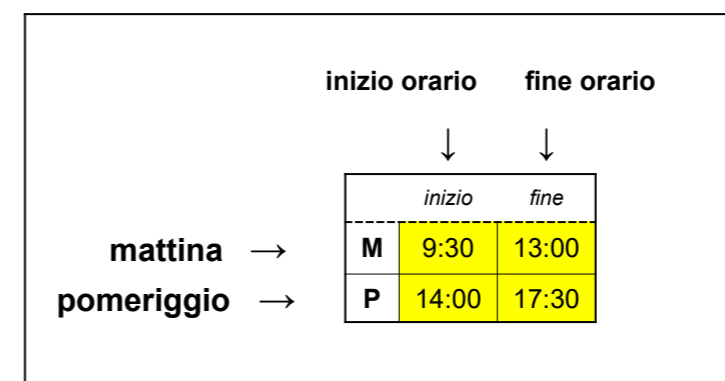 inizio orario fine orario
↓ ↓
inizio fine
mattina → M 9:30 13:00
pomeriggio → P 14:00 17:30